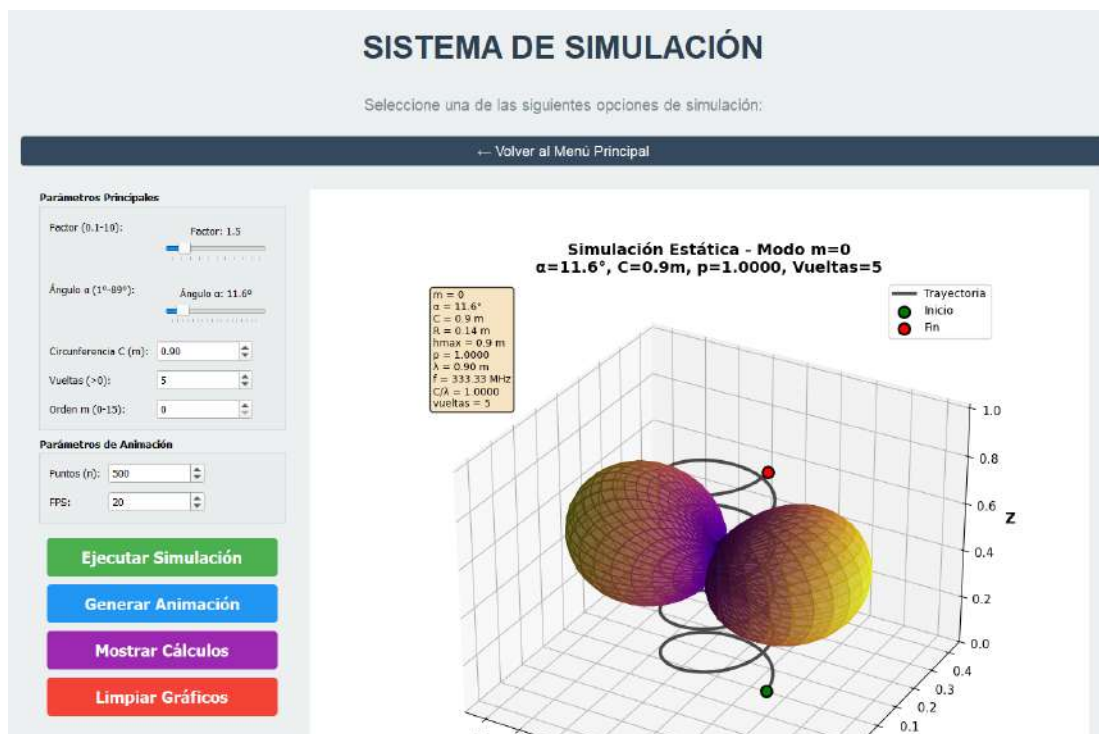 SISTEMA DE SIMULACIÓN
Seleccione una de las siguientes opciones de simulación:
← Volver al Menú Principal
Parámetros Principales
Factor (0.1-10):
Factor: 1.5
Ángulo α (1º-89º):
Ángulo α: 11.6º
Circunferencia C (m): 0.90
Vueltas (>0): 5
Orden m (0-15): 0
Parámetros de Animación
Puntos (n): 500
FPS: 20
Ejecutar Simulación
Generar Animación
Mostrar Cálculos
Limpiar Gráficos
Simulación Estática - Modo m=0
α=11.6°, C=0.9m, p=1.0000, Vueltas=5
m = 0
α = 11.6°
C = 0.9 m
R = 0.14 m
hmax = 0.9 m
p = 1.0000
λ = 0.90 m
f = 333.33 MHz
C/λ = 1.0000
vueltas = 5
Trayectoria
Inicio
Fin
1.0
0.8
0.6
Z
0.4
0.2
0.0
0.4
0.3
0.2
0.1